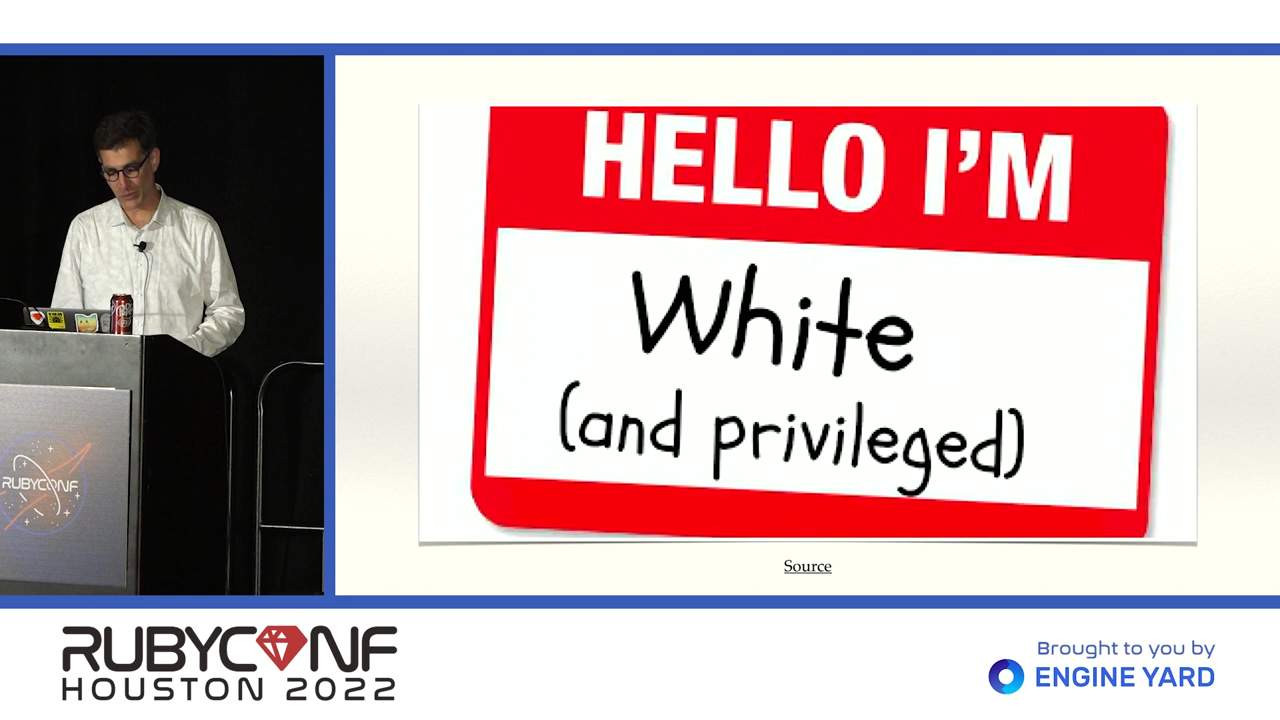 HELLO I'M
White
(and privileged)
Source
RUBYCONF
RUBYCONF
HOUSTON 2022
Brought to you by
ENGINE YARD